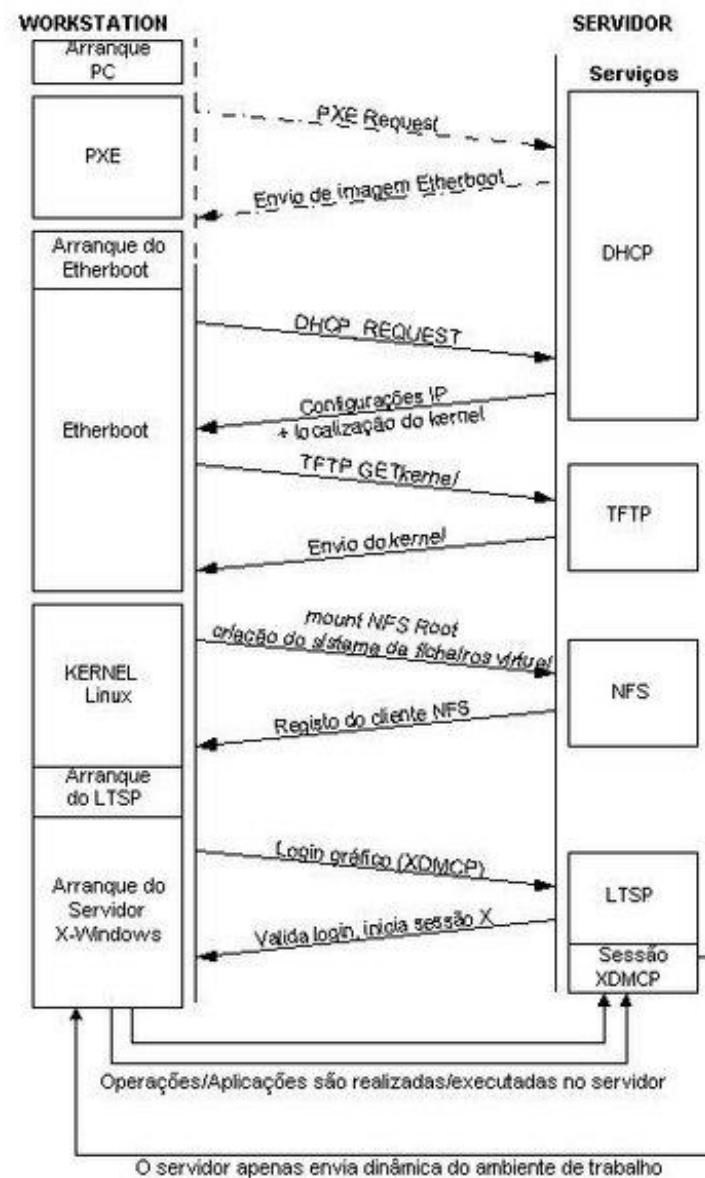 WORKSTATION
SERVIDOR
Arranque
PC
Serviços
PXE Request
PXE
Envio de imagem Etherboot
DHCP
Arranque do
Etherboot
DHCP REQUEST
Etherboot
Configurações IP
+ localização do kernel
TFTP GET kernel
TFTP
Envio do kernel
mount NFS Root
criação do sistema da ficheiros virtual
KERNEL
Linux
NFS
Registo do cliente NFS
Arranque
do LTSP
Login gráfico (XDMCP)
LTSP
Arranque do
Servidor
X-Windows
Valida login, inicia sessão X
Sessão
XDMCP
Operações/Aplicações são realizadas/executadas no servidor
O servidor apenas envia dinâmica do ambiente de trabalho